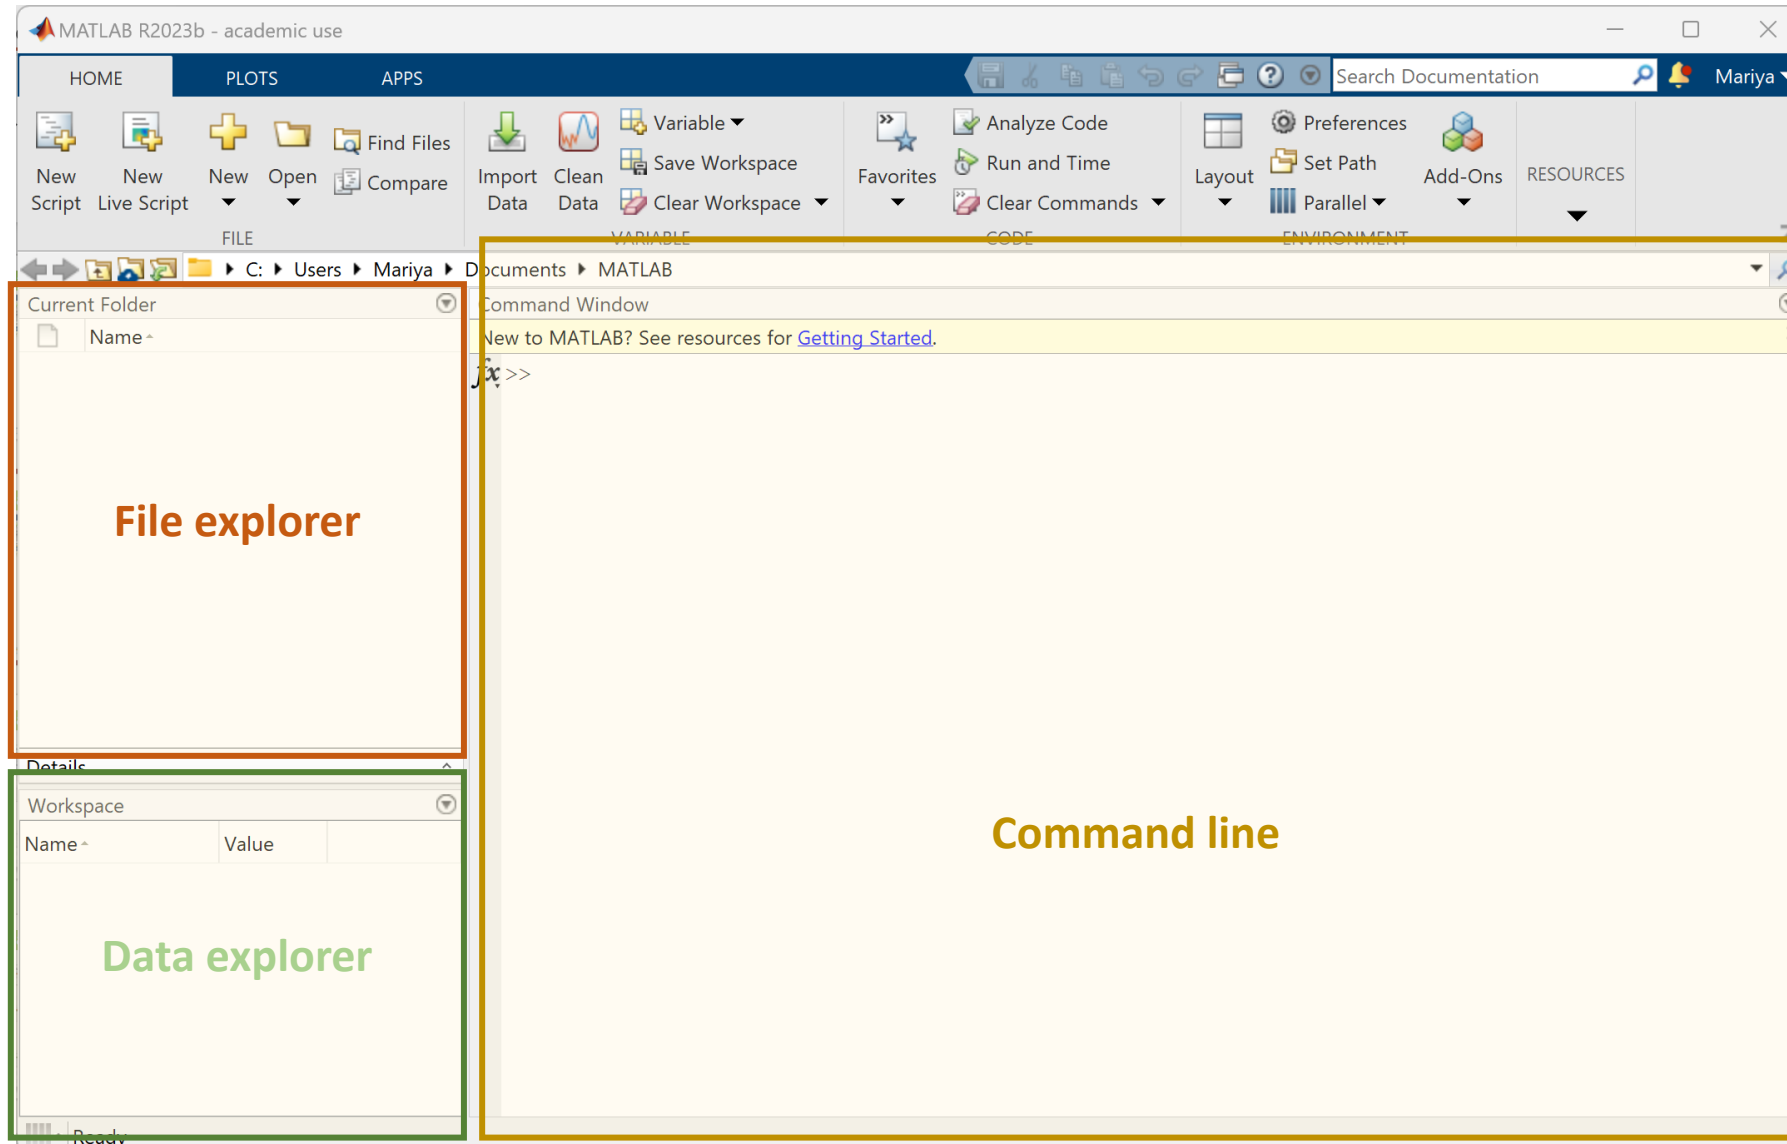 MATLAB R2023b - academic use
HOME PLOTS APPS Search Documentation Mariya
New Script
New Live Script
New
Open
Find Files
Compare
FILE
Import Data
Clean Data
Variable
Save Workspace
Clear Workspace
VARIABLE
Favorites
Analyze Code
Run and Time
Clear Commands
CODE
Layout
Preferences
Set Path
Parallel
Add-Ons
ENVIRONMENT
RESOURCES
C: Users Mariya Documents MATLAB
Current Folder
Name
File explorer
Details
Workspace
Name Value
Data explorer
Command Window
New to MATLAB? See resources for Getting Started.
fx >>
Command line
Ready